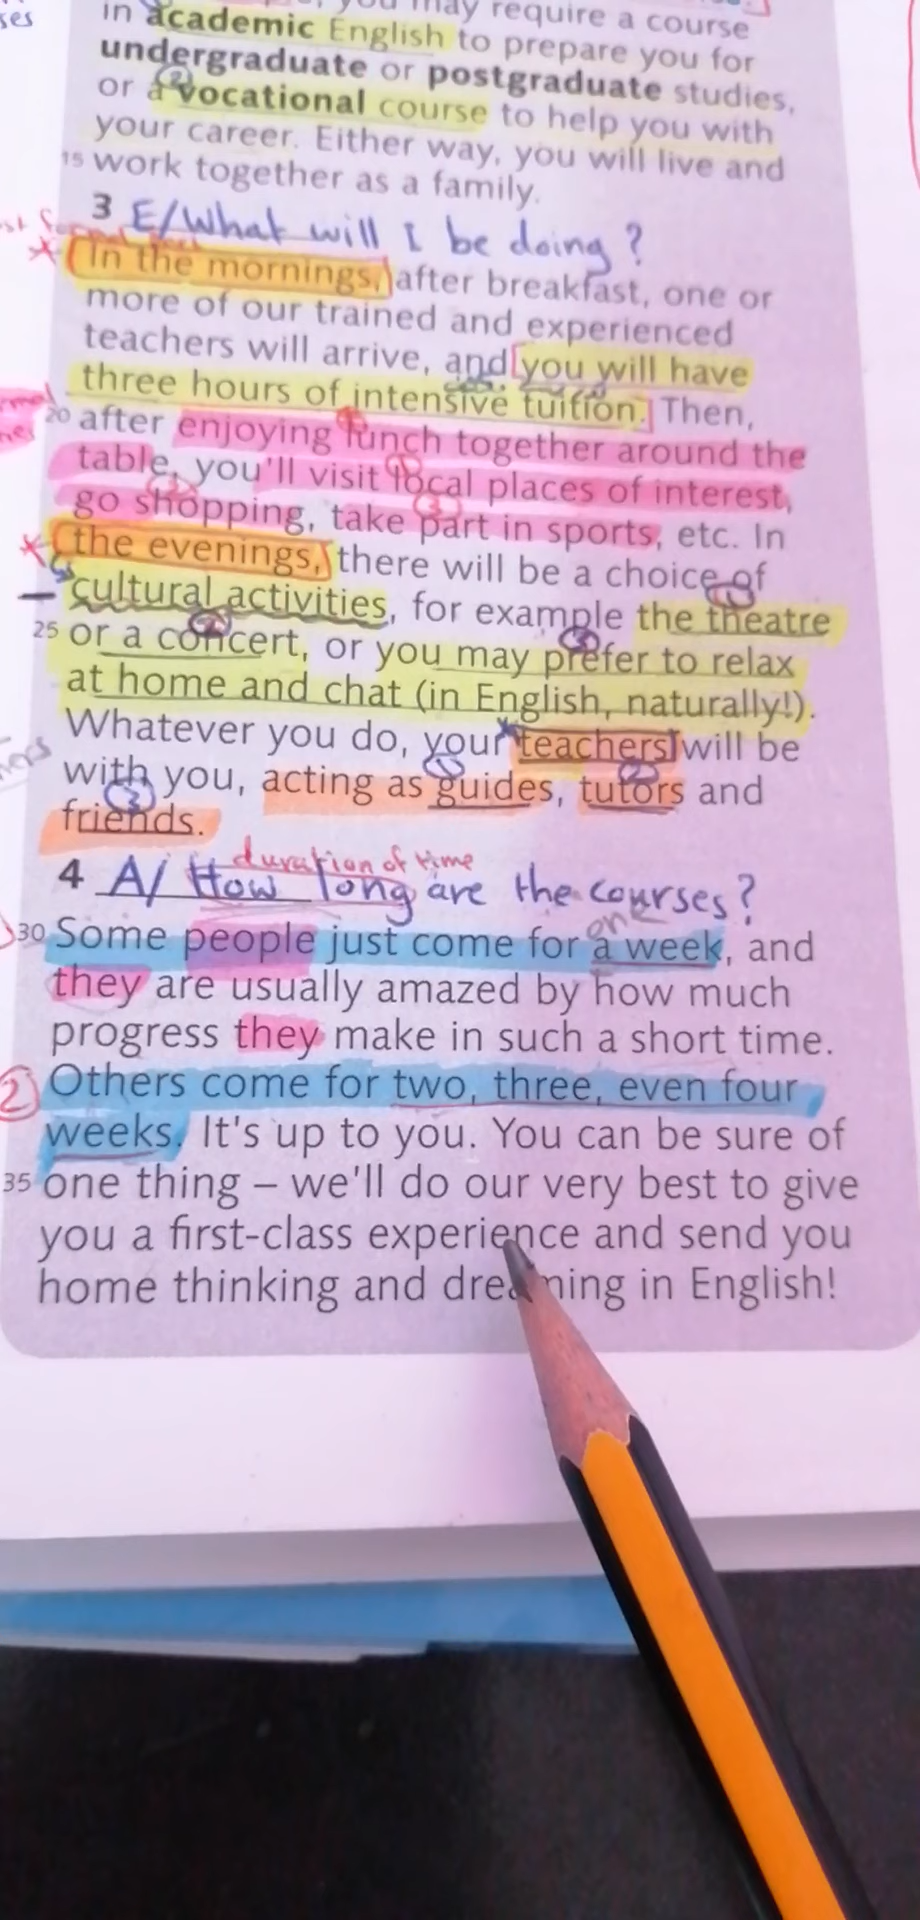 may require a course
in academic English to prepare you for
undergraduate or postgraduate studies,
or a vocational course to help you with
your career. Either way, you will live and
15 work together as a family.
3 E/What will I be doing?
In the mornings, after breakfast, one or
more of our trained and experienced
teachers will arrive, and you will have
three hours of intensive tuition. Then,
20 after enjoying lunch together around the
table, you'll visit local places of interest,
go shopping, take part in sports, etc. In
the evenings, there will be a choice of
cultural activities, for example the theatre
25 or a concert, or you may prefer to relax
at home and chat (in English, naturally!).
Whatever you do, your teachers will be
with you, acting as guides, tutors and
friends.
duration of time
4 A/ How long are the courses?
one
30 Some people just come for a week, and
they are usually amazed by how much
progress they make in such a short time.
2 Others come for two, three, even four
weeks. It's up to you. You can be sure of
35 one thing – we'll do our very best to give
you a first-class experience and send you
home thinking and dreaming in English!